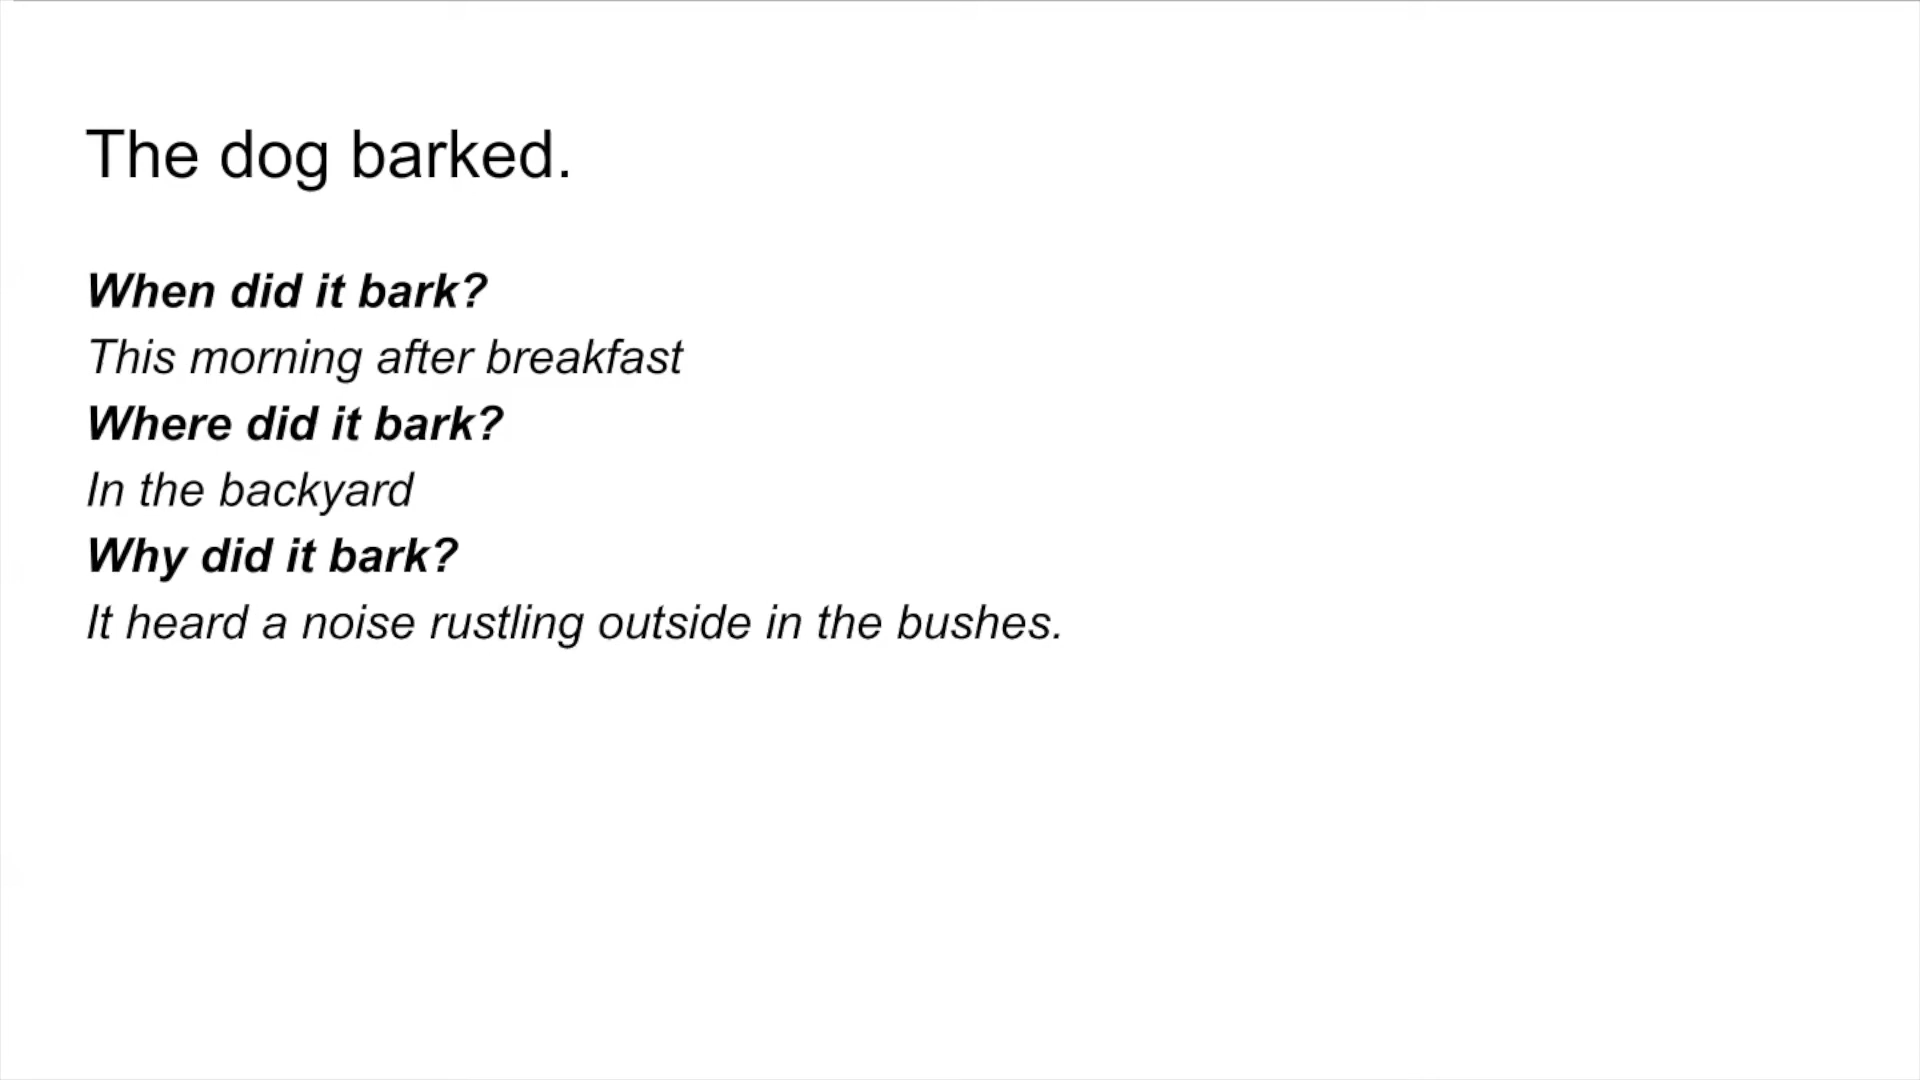 The dog barked.
When did it bark?
This morning after breakfast
Where did it bark?
In the backyard
Why did it bark?
It heard a noise rustling outside in the bushes.